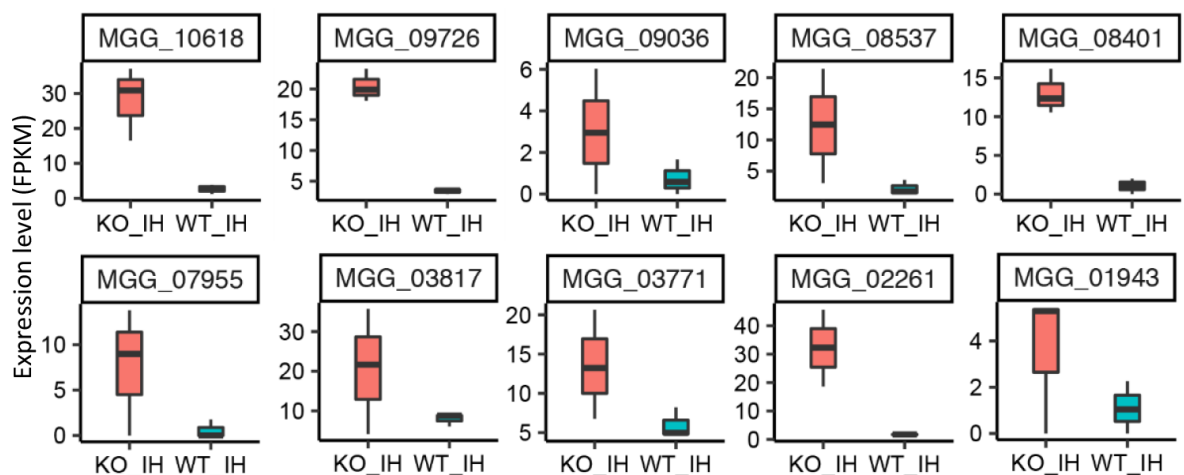 MGG_10618 MGG_09726 MGG_09036 MGG_08537 MGG_08401
Expression level (FPKM)
30 20 10 0
20 15 10 5
6 4 2 0
20 15 10 5
15 10 5 0
KO_IH WT_IH KO_IH WT_IH KO_IH WT_IH KO_IH WT_IH KO_IH WT_IH
MGG_07955 MGG_03817 MGG_03771 MGG_02261 MGG_01943
10 5 0
30 20 10
20 15 10 5
40 30 20 10 0
4 2 0
KO_IH WT_IH KO_IH WT_IH KO_IH WT_IH KO_IH WT_IH KO_IH WT_IH